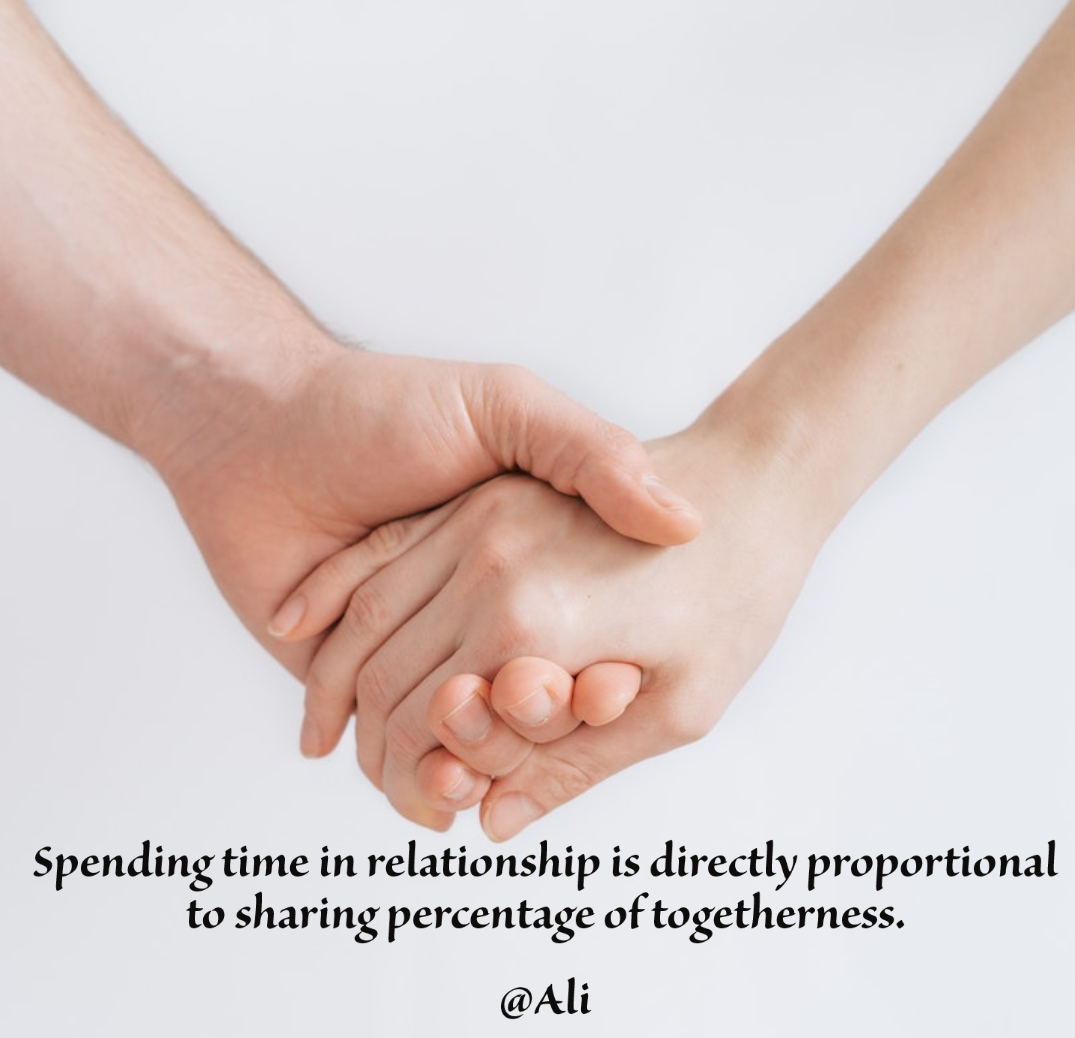 Spending time in relationship is directly proportional
to sharing percentage of togetherness.
@Ali